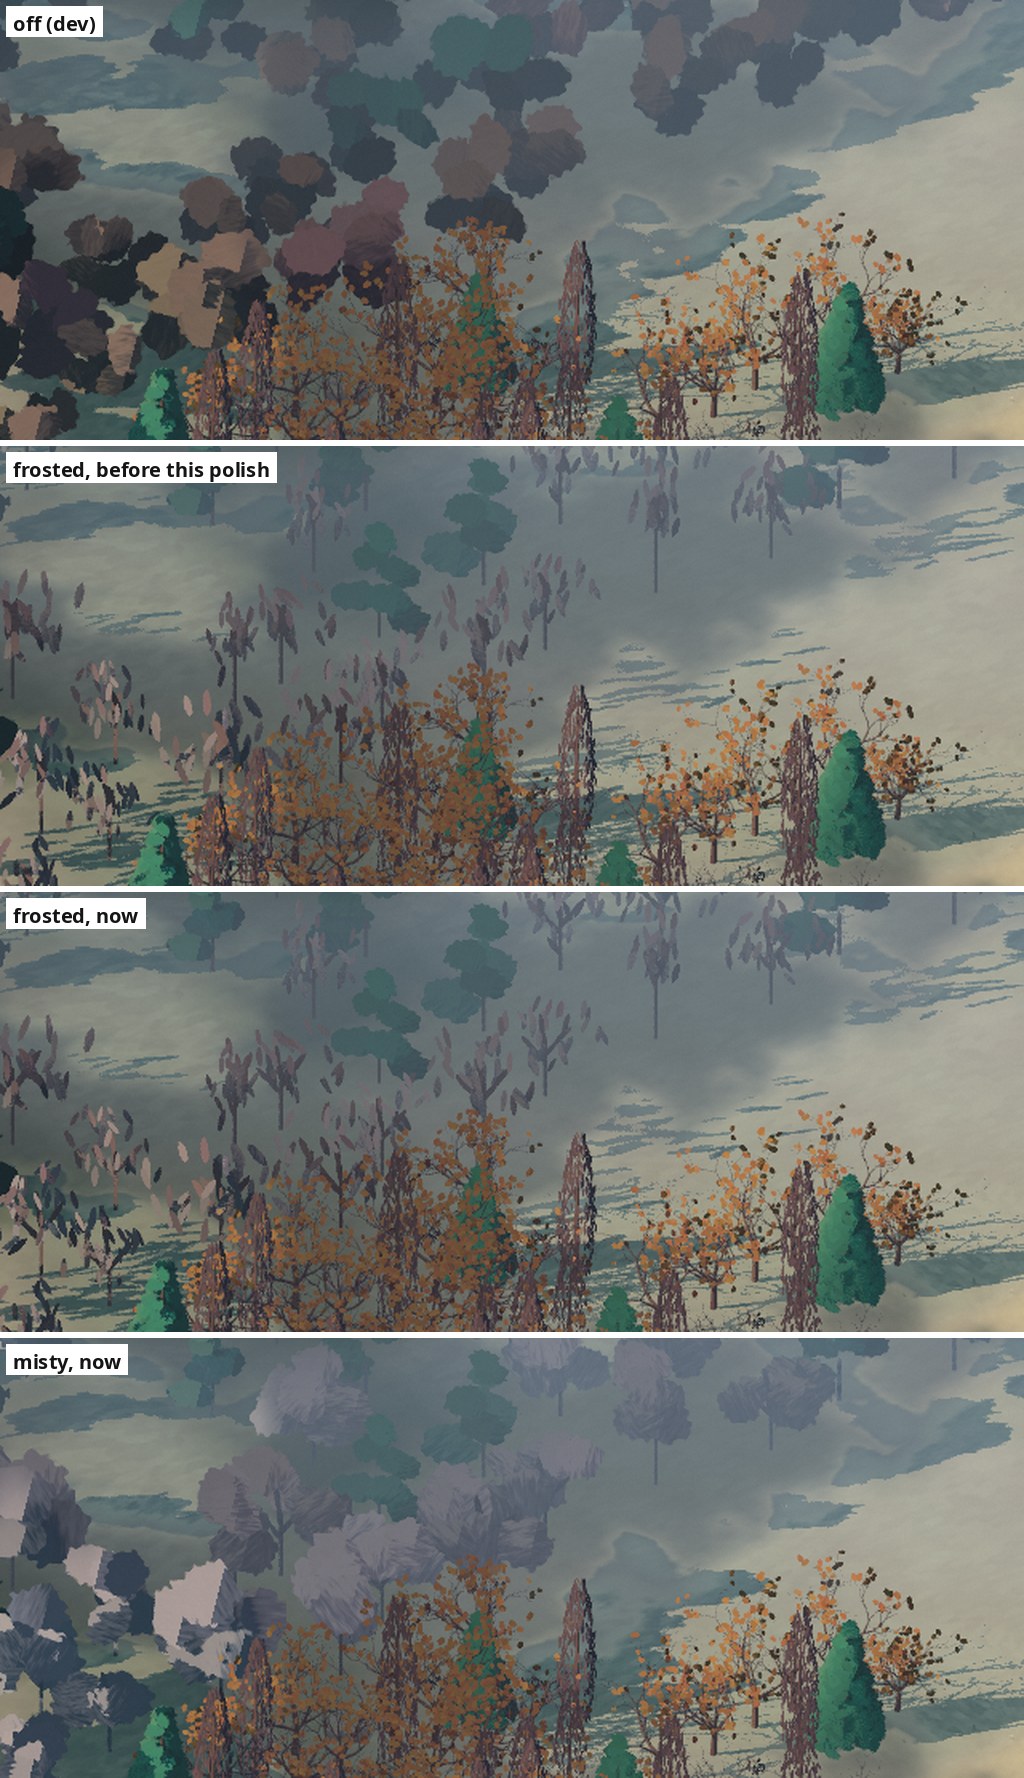 off (dev)
frosted, before this polish
frosted, now
misty, now